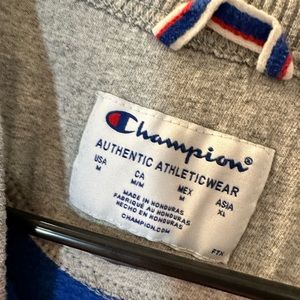 Champion
AUTHENTIC ATHLETICWEAR
USA CA MEX ASIA
M M/M M XL
MADE IN HONDURAS
FABRIQUÉ AU HONDURAS
HECHO EN HONDURAS
CHAMPION.COM
FTX